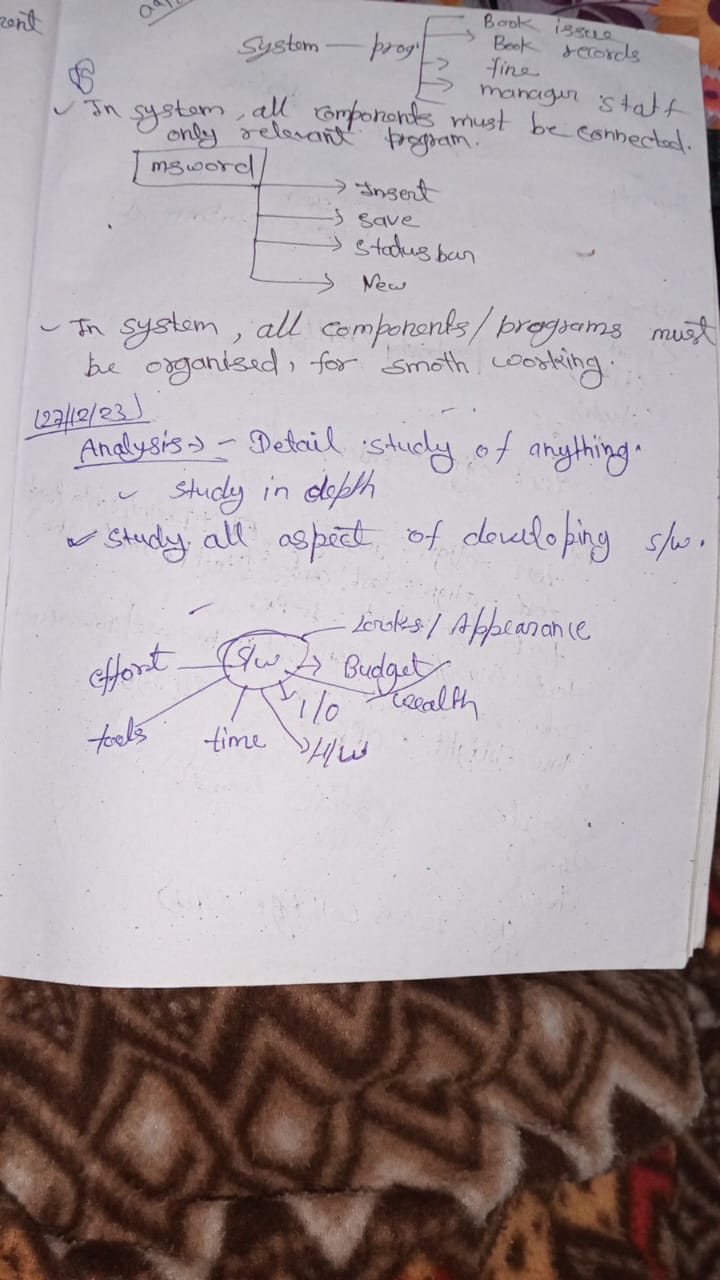 Book issue
System — prog
Book records
fine
manager staff
In system, all components must be connected.
only relevant program.
msword
Insert
save
Status bar
New
In system, all components/programs must
be organised, for smoth working.
(27/12/23)
Analysis → - Detail study of anything.
study in depth
study all aspect of developing s/w.
Looks/Appearance
effort
S/w
Budget
wealth
I/O
tools
time
H/W